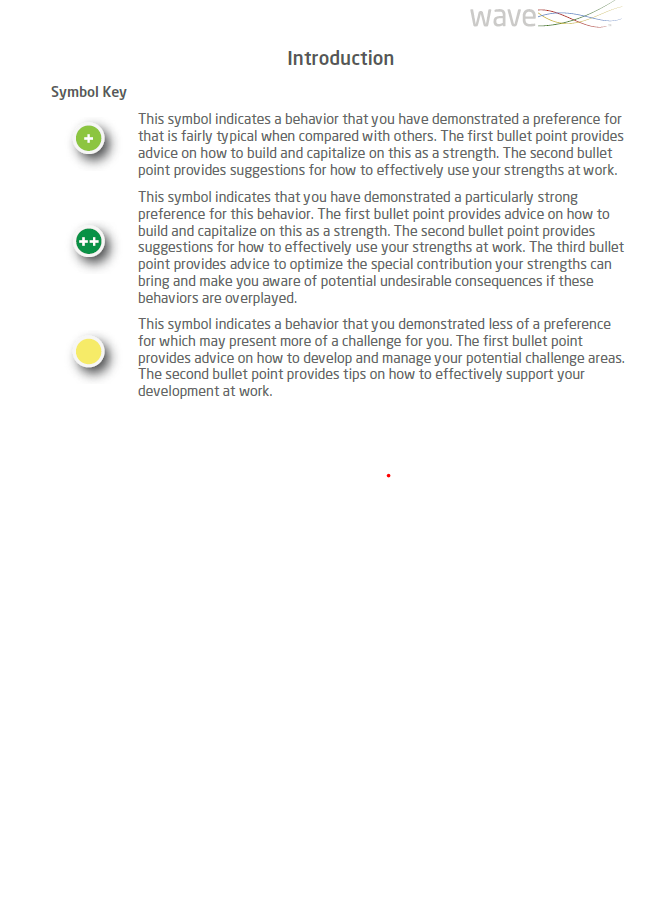 wave
Introduction
Symbol Key
+
This symbol indicates a behavior that you have demonstrated a preference for
that is fairly typical when compared with others. The first bullet point provides
advice on how to build and capitalize on this as a strength. The second bullet
point provides suggestions for how to effectively use your strengths at work.
++
This symbol indicates that you have demonstrated a particularly strong
preference for this behavior. The first bullet point provides advice on how to
build and capitalize on this as a strength. The second bullet point provides
suggestions for how to effectively use your strengths at work. The third bullet
point provides advice to optimize the special contribution your strengths can
bring and make you aware of potential undesirable consequences if these
behaviors are overplayed.
This symbol indicates a behavior that you demonstrated less of a preference
for which may present more of a challenge for you. The first bullet point
provides advice on how to develop and manage your potential challenge areas.
The second bullet point provides tips on how to effectively support your
development at work.